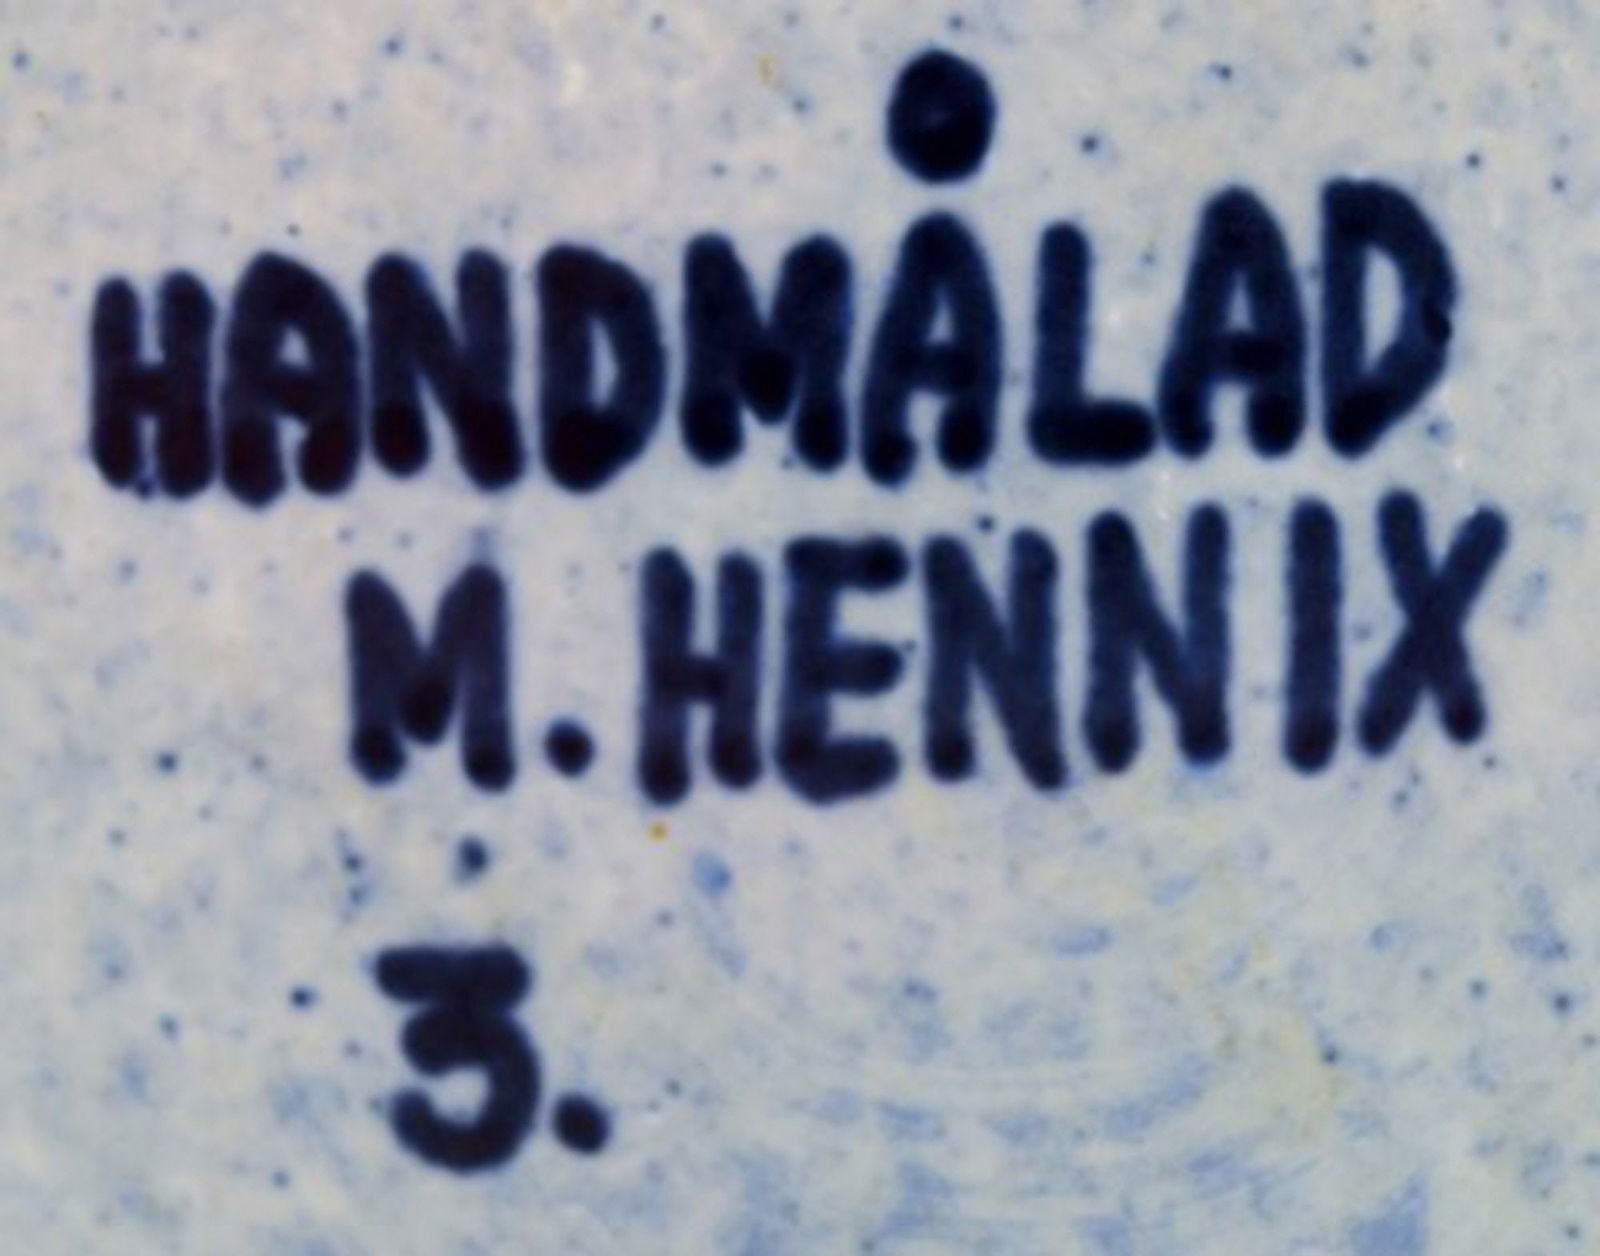 HANDMÅLAD
M. HENNIX
3.